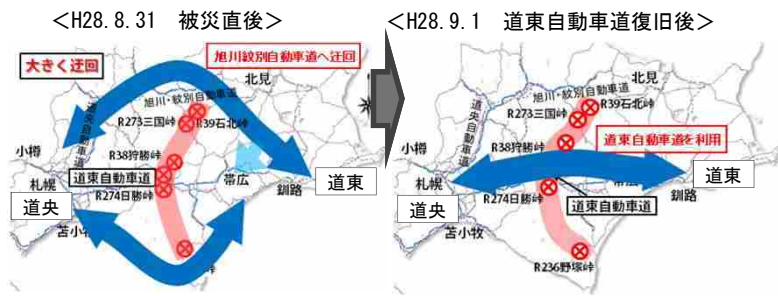 <H28.8.31 被災直後>
大きく迂回
旭川紋別自動車道へ迂回
北見
旭川・紋別自動車道
R273三国峠
R39石北峠
道央自動車道
小樽
R38狩勝峠
札幌
道東自動車道
帯広
道東
R274日勝峠
釧路
道央
苫小牧
峠
<H28.9.1 道東自動車道復旧後>
北見
旭川・紋別自動車道
R39石北峠
R273三国峠
道央自動車道
道東自動車道を利用
小樽
R38狩勝峠
札幌
帯広
道東
R274日勝峠
釧路
道央
道東自動車道
苫小牧
R236野塚峠